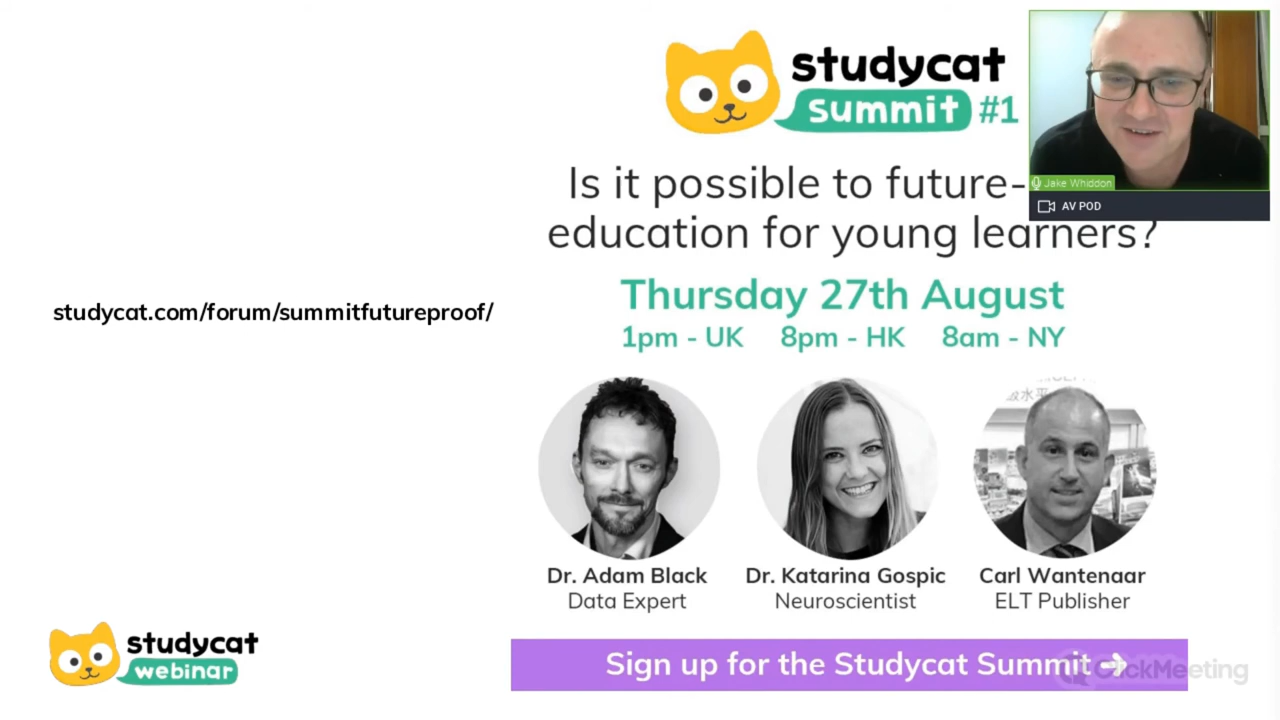 studycat
summit #1
Is it possible to future-
education for young learners?
Thursday 27th August
1pm - UK 8pm - HK 8am - NY
Jake Whiddon
AV POD
studycat.com/forum/summitfutureproof/
水平
Dr. Adam Black
Data Expert
Dr. Katarina Gospic
Neuroscientist
Carl Wantenaar
ELT Publisher
studycat
webinar
Sign up for the Studycat Summit →
ClickMeeting